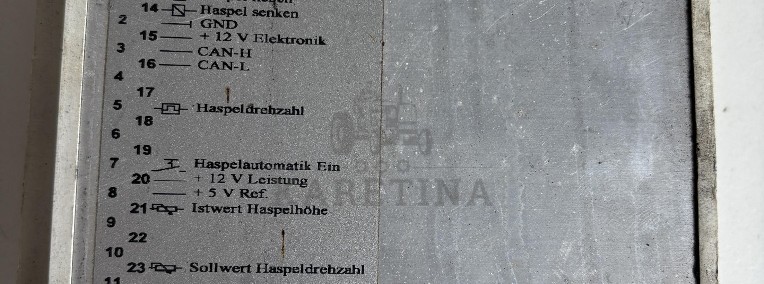 14 Haspel senken
2 GND
15 + 12 V Elektronik
3 CAN-H
16 CAN-L
4
17
5 Haspeldrehzahl
18
6
19
7 Haspelautomatik Ein
20 + 12 V Leistung
8 + 5 V Ref.
21 Istwert Haspelhöhe
9
22
10
23 Sollwert Haspeldrehzahl
11